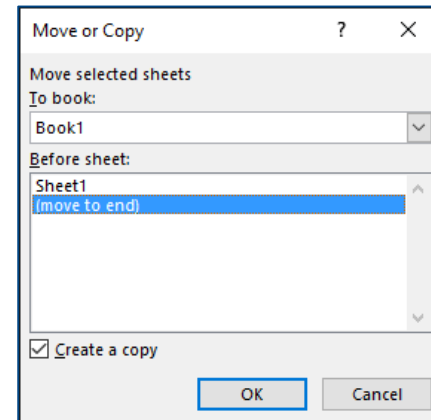 Move or Copy ? ×
Move selected sheets
To book:
Book1
Before sheet:
Sheet1
(move to end)
Create a copy
OK Cancel